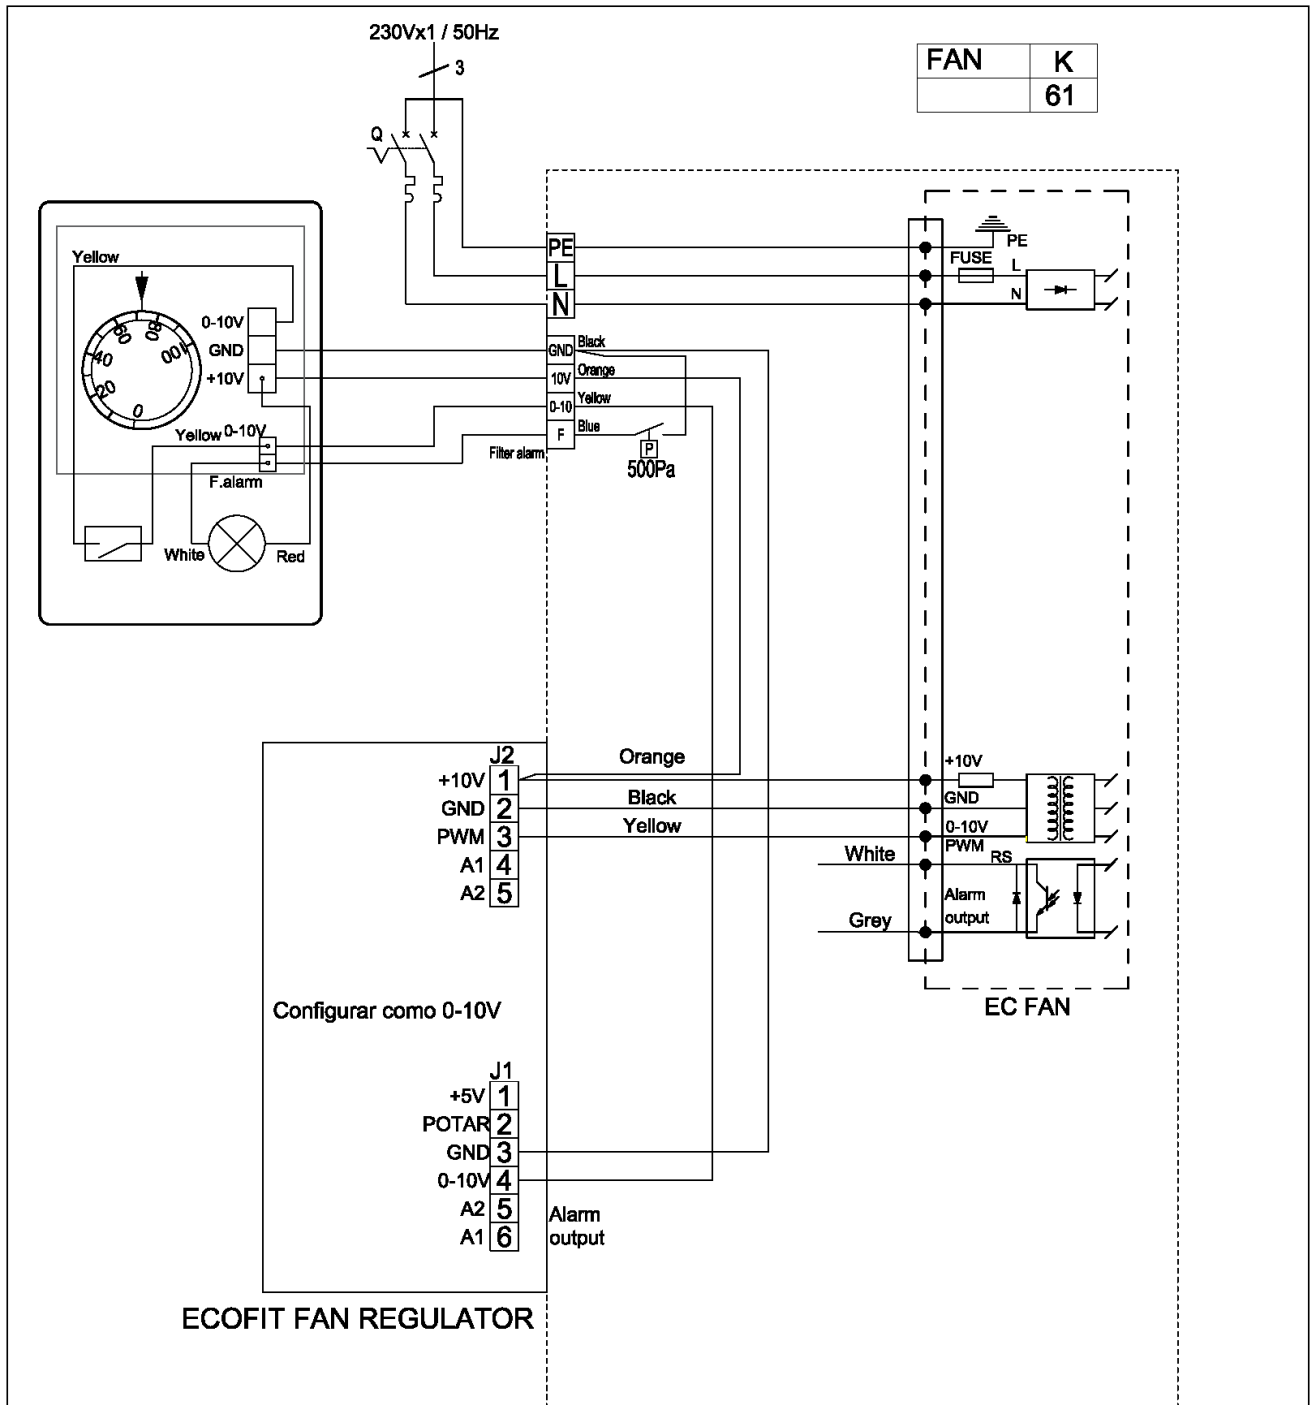 230Vx1 / 50Hz
3
FAN K
61
Q
PE
L
N
PE
FUSE
L
N
Yellow
0-10V
GND
+10V
0
20
40
60
80
100
Yellow 0-10V
F.alarm
White
Red
GND Black
10V Orange
0-10 Yellow
F Blue
Filter alarm
P
500Pa
J2
+10V 1
GND 2
PWM 3
A1 4
A2 5
Orange
Black
Yellow
White
Grey
+10V
GND
0-10V
PWM
RS
Alarm
output
EC FAN
Configurar como 0-10V
J1
+5V 1
POTAR 2
GND 3
0-10V 4
A2 5
A1 6
Alarm
output
ECOFIT FAN REGULATOR